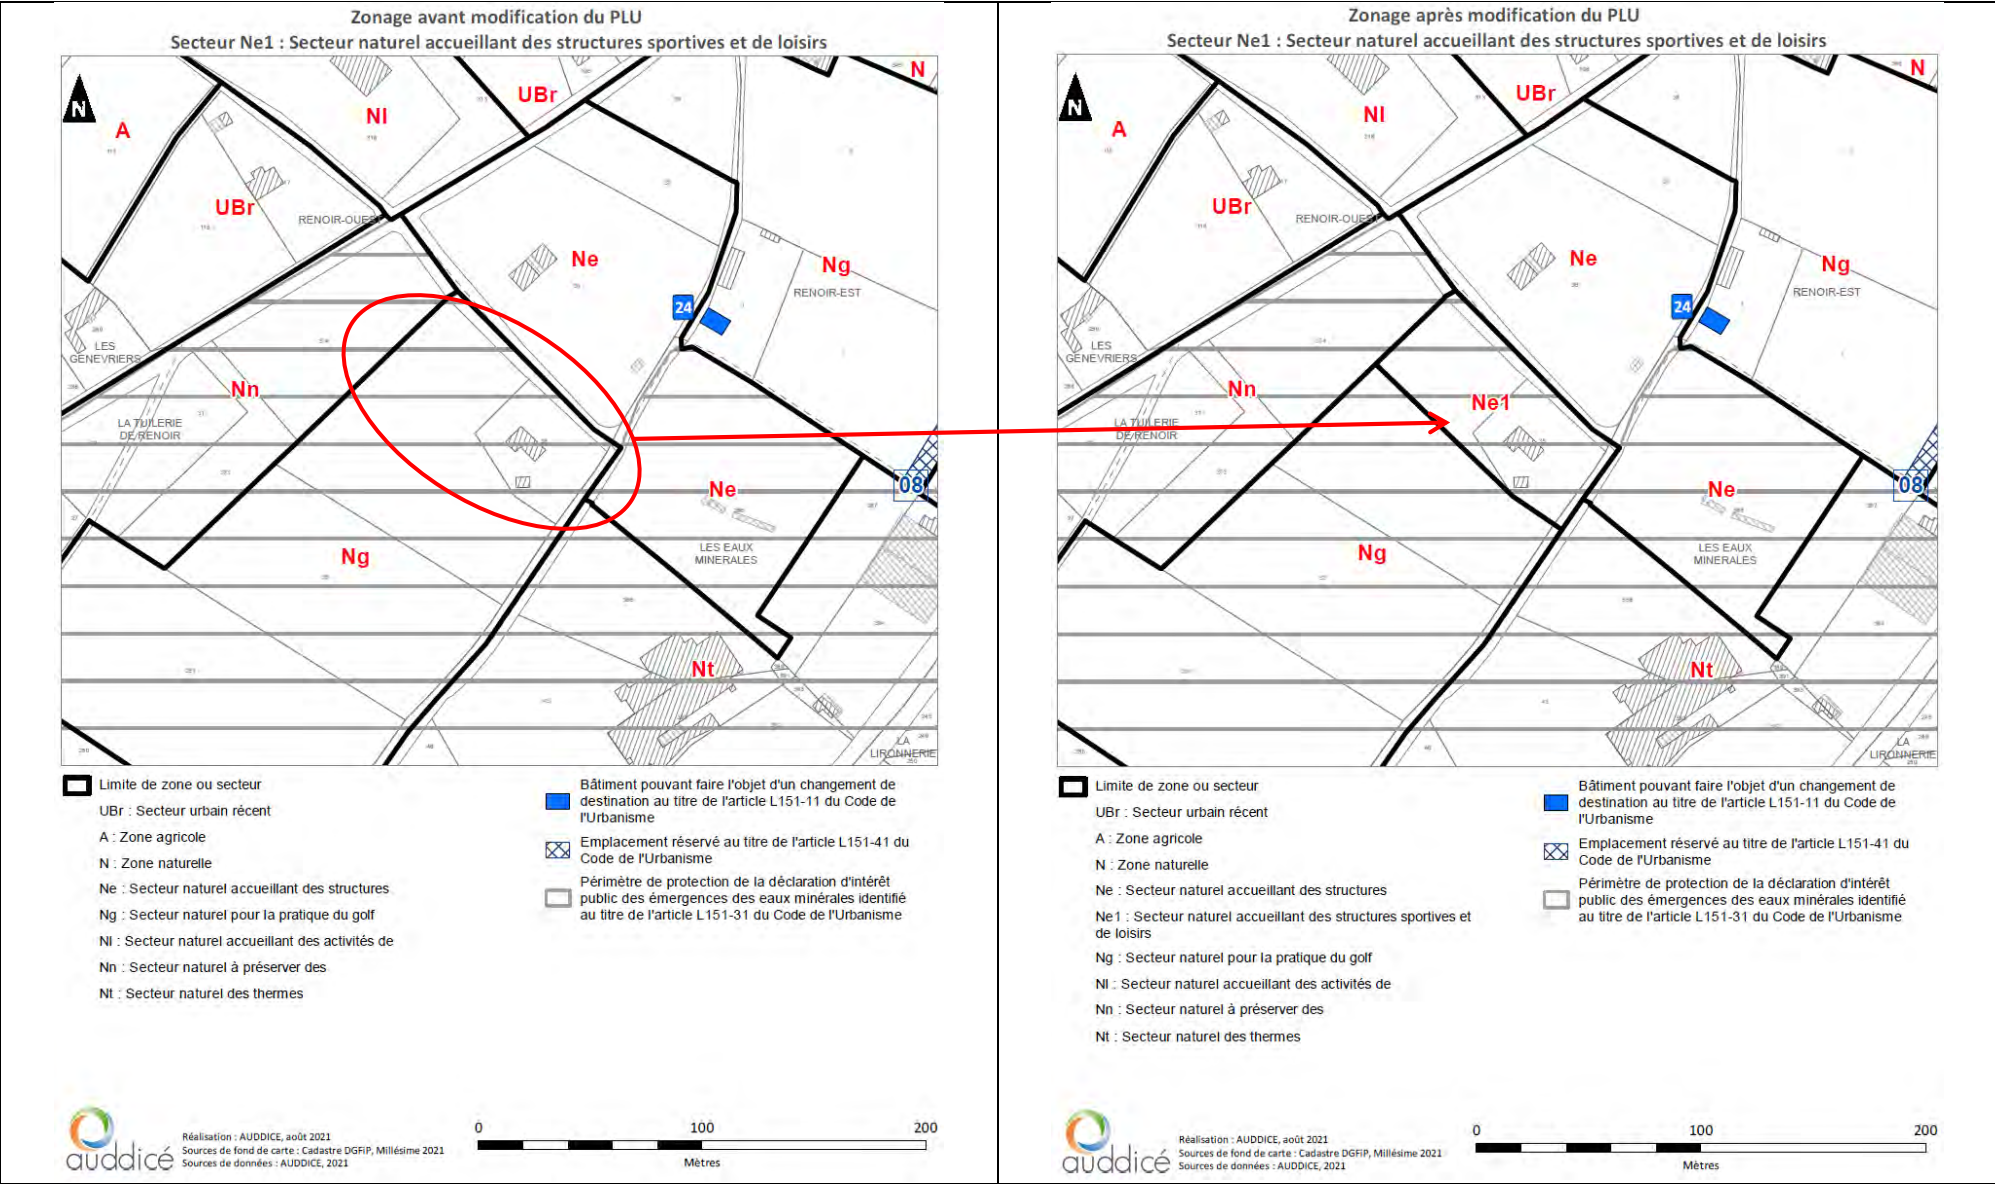 Zonage avant modification du PLU
Secteur Ne1 : Secteur naturel accueillant des structures sportives et de loisirs
N
A
Nl
UBr
N
UBr
RENOIR-OUEST
Ne
Ng
RENOIR-EST
24
LES
GENEVRIERS
Nn
LA TUILERIE
DE RENOIR
Ne
08
LES EAUX
MINERALES
Ng
Nt
LA
LIRONNERIE
Limite de zone ou secteur
UBr : Secteur urbain récent
A : Zone agricole
N : Zone naturelle
Ne : Secteur naturel accueillant des structures
Ng : Secteur naturel pour la pratique du golf
Nl : Secteur naturel accueillant des activités de
Nn : Secteur naturel à préserver des
Nt : Secteur naturel des thermes
Bâtiment pouvant faire l'objet d'un changement de
destination au titre de l'article L151-11 du Code de
l'Urbanisme
Emplacement réservé au titre de l'article L151-41 du
Code de l'Urbanisme
Périmètre de protection de la déclaration d'intérêt
public des émergences des eaux minérales identifié
au titre de l'article L151-31 du Code de l'Urbanisme
auddicé
Réalisation : AUDDICE, août 2021
Sources de fond de carte : Cadastre DGFiP, Millésime 2021
Sources de données : AUDDICE, 2021
0 100 200
Mètres
Zonage après modification du PLU
Secteur Ne1 : Secteur naturel accueillant des structures sportives et de loisirs
N
A
Nl
UBr
N
UBr
RENOIR-OUEST
Ne
Ng
RENOIR-EST
24
LES
GENEVRIERS
Nn
Ne1
LA TUILERIE
DE RENOIR
Ne
08
LES EAUX
MINERALES
Ng
Nt
LA
LIRONNERIE
Limite de zone ou secteur
UBr : Secteur urbain récent
A : Zone agricole
N : Zone naturelle
Ne : Secteur naturel accueillant des structures
Ne1 : Secteur naturel accueillant des structures sportives et
de loisirs
Ng : Secteur naturel pour la pratique du golf
Nl : Secteur naturel accueillant des activités de
Nn : Secteur naturel à préserver des
Nt : Secteur naturel des thermes
Bâtiment pouvant faire l'objet d'un changement de
destination au titre de l'article L151-11 du Code de
l'Urbanisme
Emplacement réservé au titre de l'article L151-41 du
Code de l'Urbanisme
Périmètre de protection de la déclaration d'intérêt
public des émergences des eaux minérales identifié
au titre de l'article L151-31 du Code de l'Urbanisme
auddicé
Réalisation : AUDDICE, août 2021
Sources de fond de carte : Cadastre DGFiP, Millésime 2021
Sources de données : AUDDICE, 2021
0 100 200
Mètres